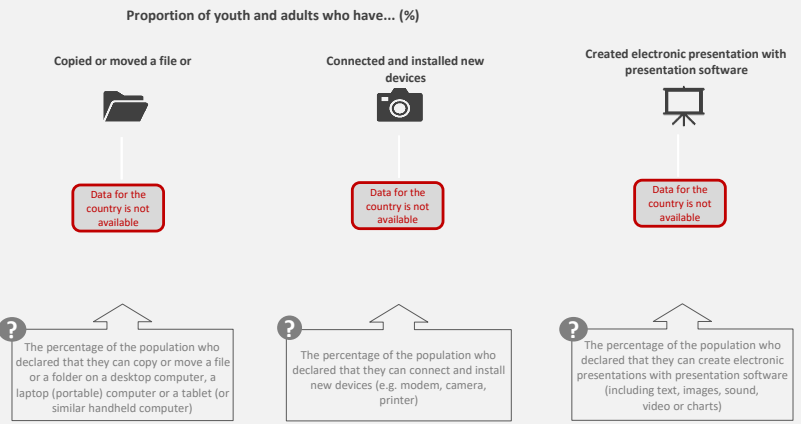 Proportion of youth and adults who have... (%)
Copied or moved a file or
Connected and installed new
devices
Created electronic presentation with
presentation software
Data for the
country is not
available
Data for the
country is not
available
Data for the
country is not
available
?
The percentage of the population who
declared that they can copy or move a file
or a folder on a desktop computer, a
laptop (portable) computer or a tablet (or
similar handheld computer)
?
The percentage of the population who
declared that they can connect and install
new devices (e.g. modem, camera,
printer)
?
The percentage of the population who
declared that they can create electronic
presentations with presentation software
(including text, images, sound,
video or charts)